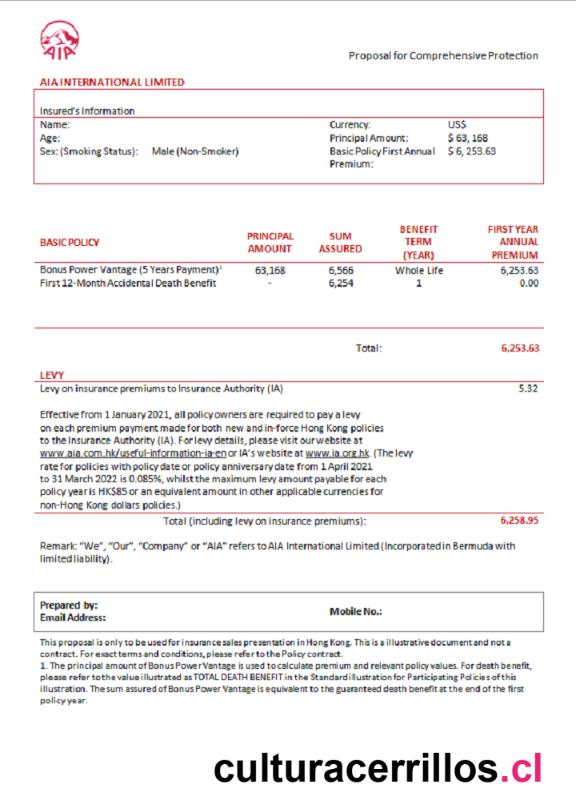 AIA
Proposal for Comprehensive Protection
AIA INTERNATIONAL LIMITED
Insured's Information
Name:
Age:
Sex: (Smoking Status): Male (Non-Smoker)
Currency: US$
Principal Amount: $ 63, 168
Basic Policy First Annual $ 6, 253.63
Premium:
BASIC POLICY PRINCIPAL AMOUNT SUM ASSURED BENEFIT TERM (YEAR) FIRST YEAR ANNUAL PREMIUM
Bonus Power Vantage (5 Years Payment)¹ 63,168 6,566 Whole Life 6,253.63
First 12-Month Accidental Death Benefit - 6,254 1 0.00
Total: 6,253.63
LEVY
Levy on insurance premiums to Insurance Authority (IA) 5.32
Effective from 1 January 2021, all policy owners are required to pay a levy
on each premium payment made for both new and in-force Hong Kong policies
to the Insurance Authority (IA). For levy details, please visit our website at
www.aia.com.hk/useful-information-ia-en or IA's website at www.ia.org.hk. (The levy
rate for policies with policy date or policy anniversary date from 1 April 2021
to 31 March 2022 is 0.085%, whilst the maximum levy amount payable for each
policy year is HK$85 or an equivalent amount in other applicable currencies for
non-Hong Kong dollars policies.)
Total (including levy on insurance premiums): 6,258.95
Remark: "We", "Our", "Company" or "AIA" refers to AIA International Limited (Incorporated in Bermuda with
limited liability).
Prepared by:
Email Address:
Mobile No.:
This proposal is only to be used for insurance sales presentation in Hong Kong. This is a illustrative document and not a
contract. For exact terms and conditions, please refer to the Policy contract.
1. The principal amount of Bonus Power Vantage is used to calculate premium and relevant policy values. For death benefit,
please refer to the value illustrated as TOTAL DEATH BENEFIT in the Standard illustration for Participating Policies of this
illustration. The sum assured of Bonus Power Vantage is equivalent to the guaranteed death benefit at the end of the first
policy year.
culturacerrillos.cl